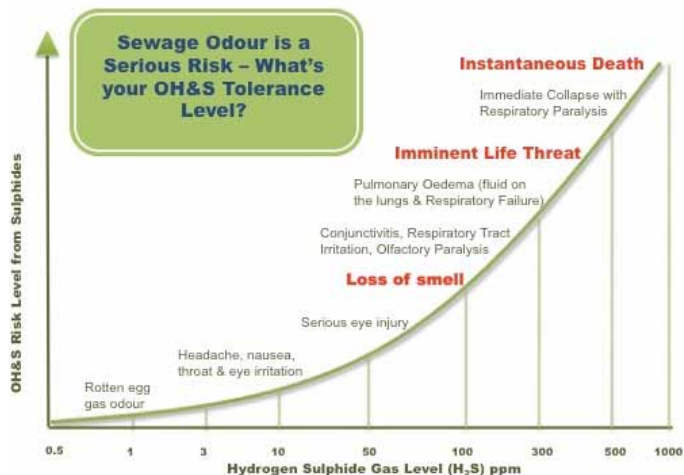 Sewage Odour is a
Serious Risk – What's
your OH&S Tolerance
Level?
Instantaneous Death
Immediate Collapse with
Respiratory Paralysis
Imminent Life Threat
Pulmonary Oedema (fluid on
the lungs & Respiratory Failure)
Conjunctivitis, Respiratory Tract
Irritation, Olfactory Paralysis
Loss of smell
Serious eye injury
Headache, nausea,
throat & eye irritation
Rotten egg
gas odour
OH&S Risk Level from Sulphides
0.5 1 3 10 50 100 300 500 1000
Hydrogen Sulphide Gas Level (H₂S) ppm